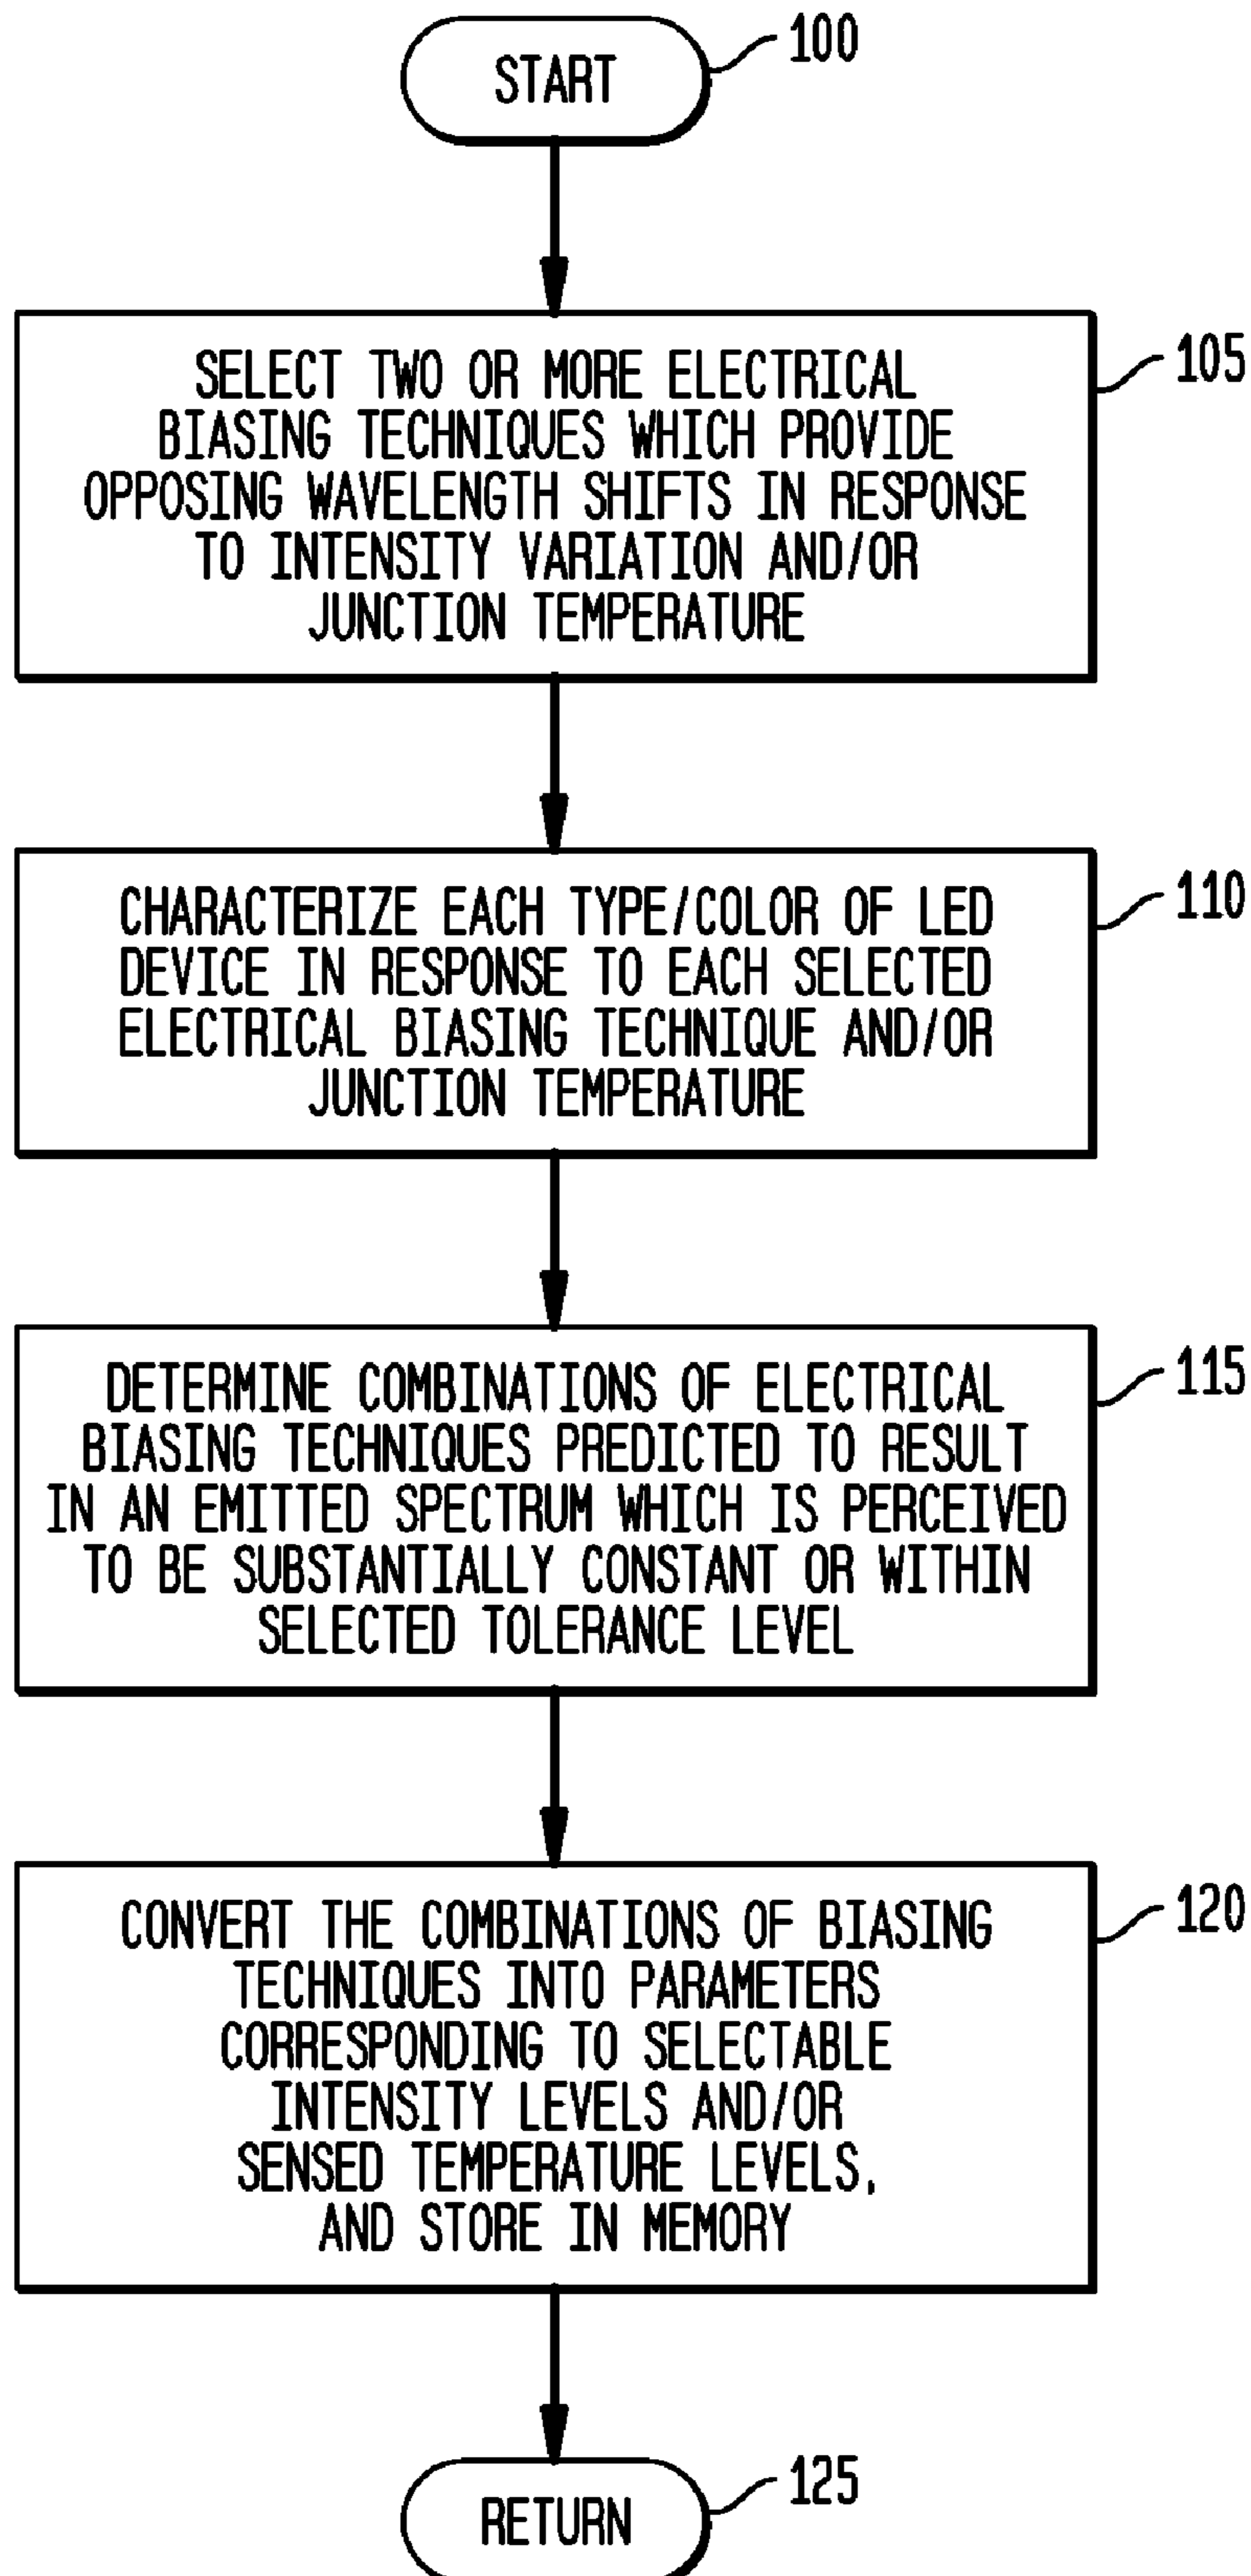 START
100
SELECT TWO OR MORE ELECTRICAL
BIASING TECHNIQUES WHICH PROVIDE
OPPOSING WAVELENGTH SHIFTS IN RESPONSE
TO INTENSITY VARIATION AND/OR
JUNCTION TEMPERATURE
105
CHARACTERIZE EACH TYPE/COLOR OF LED
DEVICE IN RESPONSE TO EACH SELECTED
ELECTRICAL BIASING TECHNIQUE AND/OR
JUNCTION TEMPERATURE
110
DETERMINE COMBINATIONS OF ELECTRICAL
BIASING TECHNIQUES PREDICTED TO RESULT
IN AN EMITTED SPECTRUM WHICH IS PERCEIVED
TO BE SUBSTANTIALLY CONSTANT OR WITHIN
SELECTED TOLERANCE LEVEL
115
CONVERT THE COMBINATIONS OF BIASING
TECHNIQUES INTO PARAMETERS
CORRESPONDING TO SELECTABLE
INTENSITY LEVELS AND/OR
SENSED TEMPERATURE LEVELS,
AND STORE IN MEMORY
120
RETURN
125